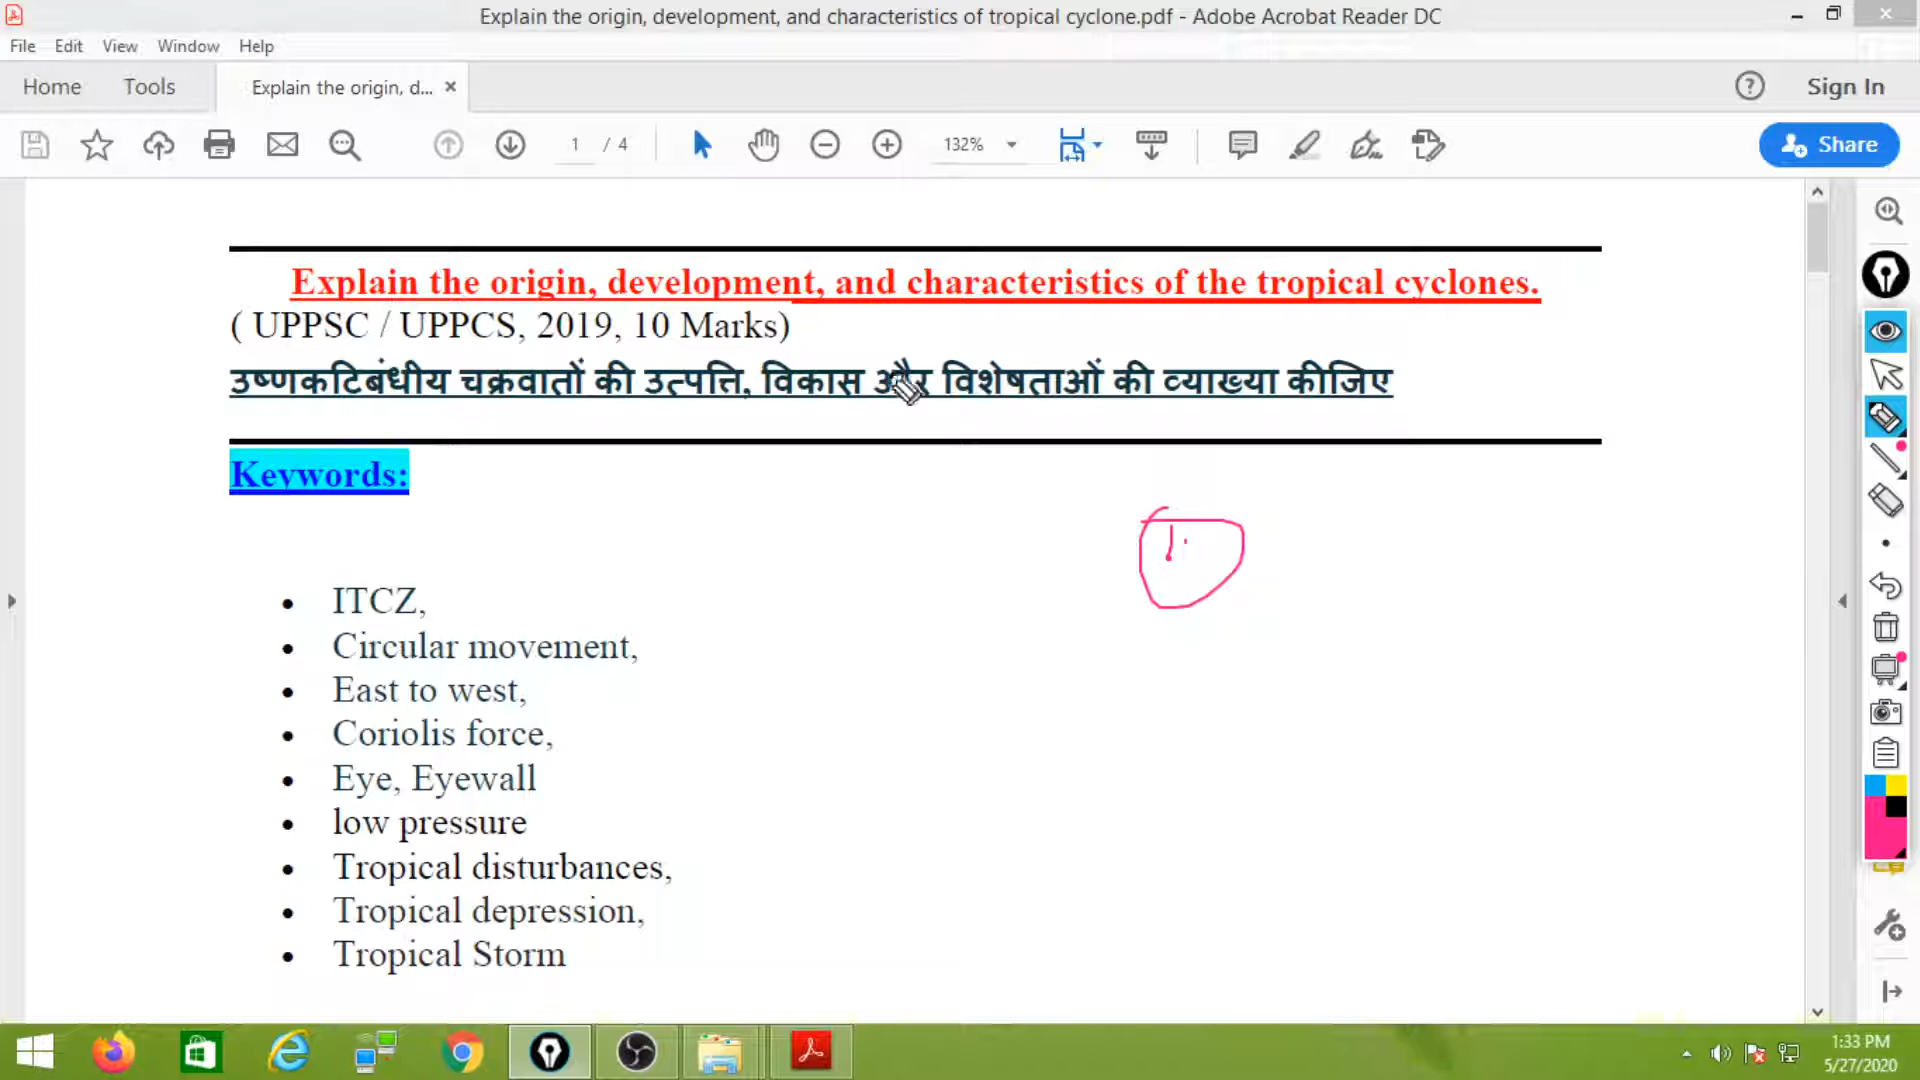 Explain the origin, development, and characteristics of tropical cyclone.pdf - Adobe Acrobat Reader DC
File Edit View Window Help
Home Tools Explain the origin, d... Sign In
1 / 4 132% Share
Explain the origin, development, and characteristics of the tropical cyclones.
( UPPSC / UPPCS, 2019, 10 Marks)
उष्णकटिबंधीय चक्रवातों की उत्पत्ति, विकास और विशेषताओं की व्याख्या कीजिए
Keywords:
ITCZ,
Circular movement,
East to west,
Coriolis force,
Eye, Eyewall
low pressure
Tropical disturbances,
Tropical depression,
Tropical Storm
1:33 PM
5/27/2020